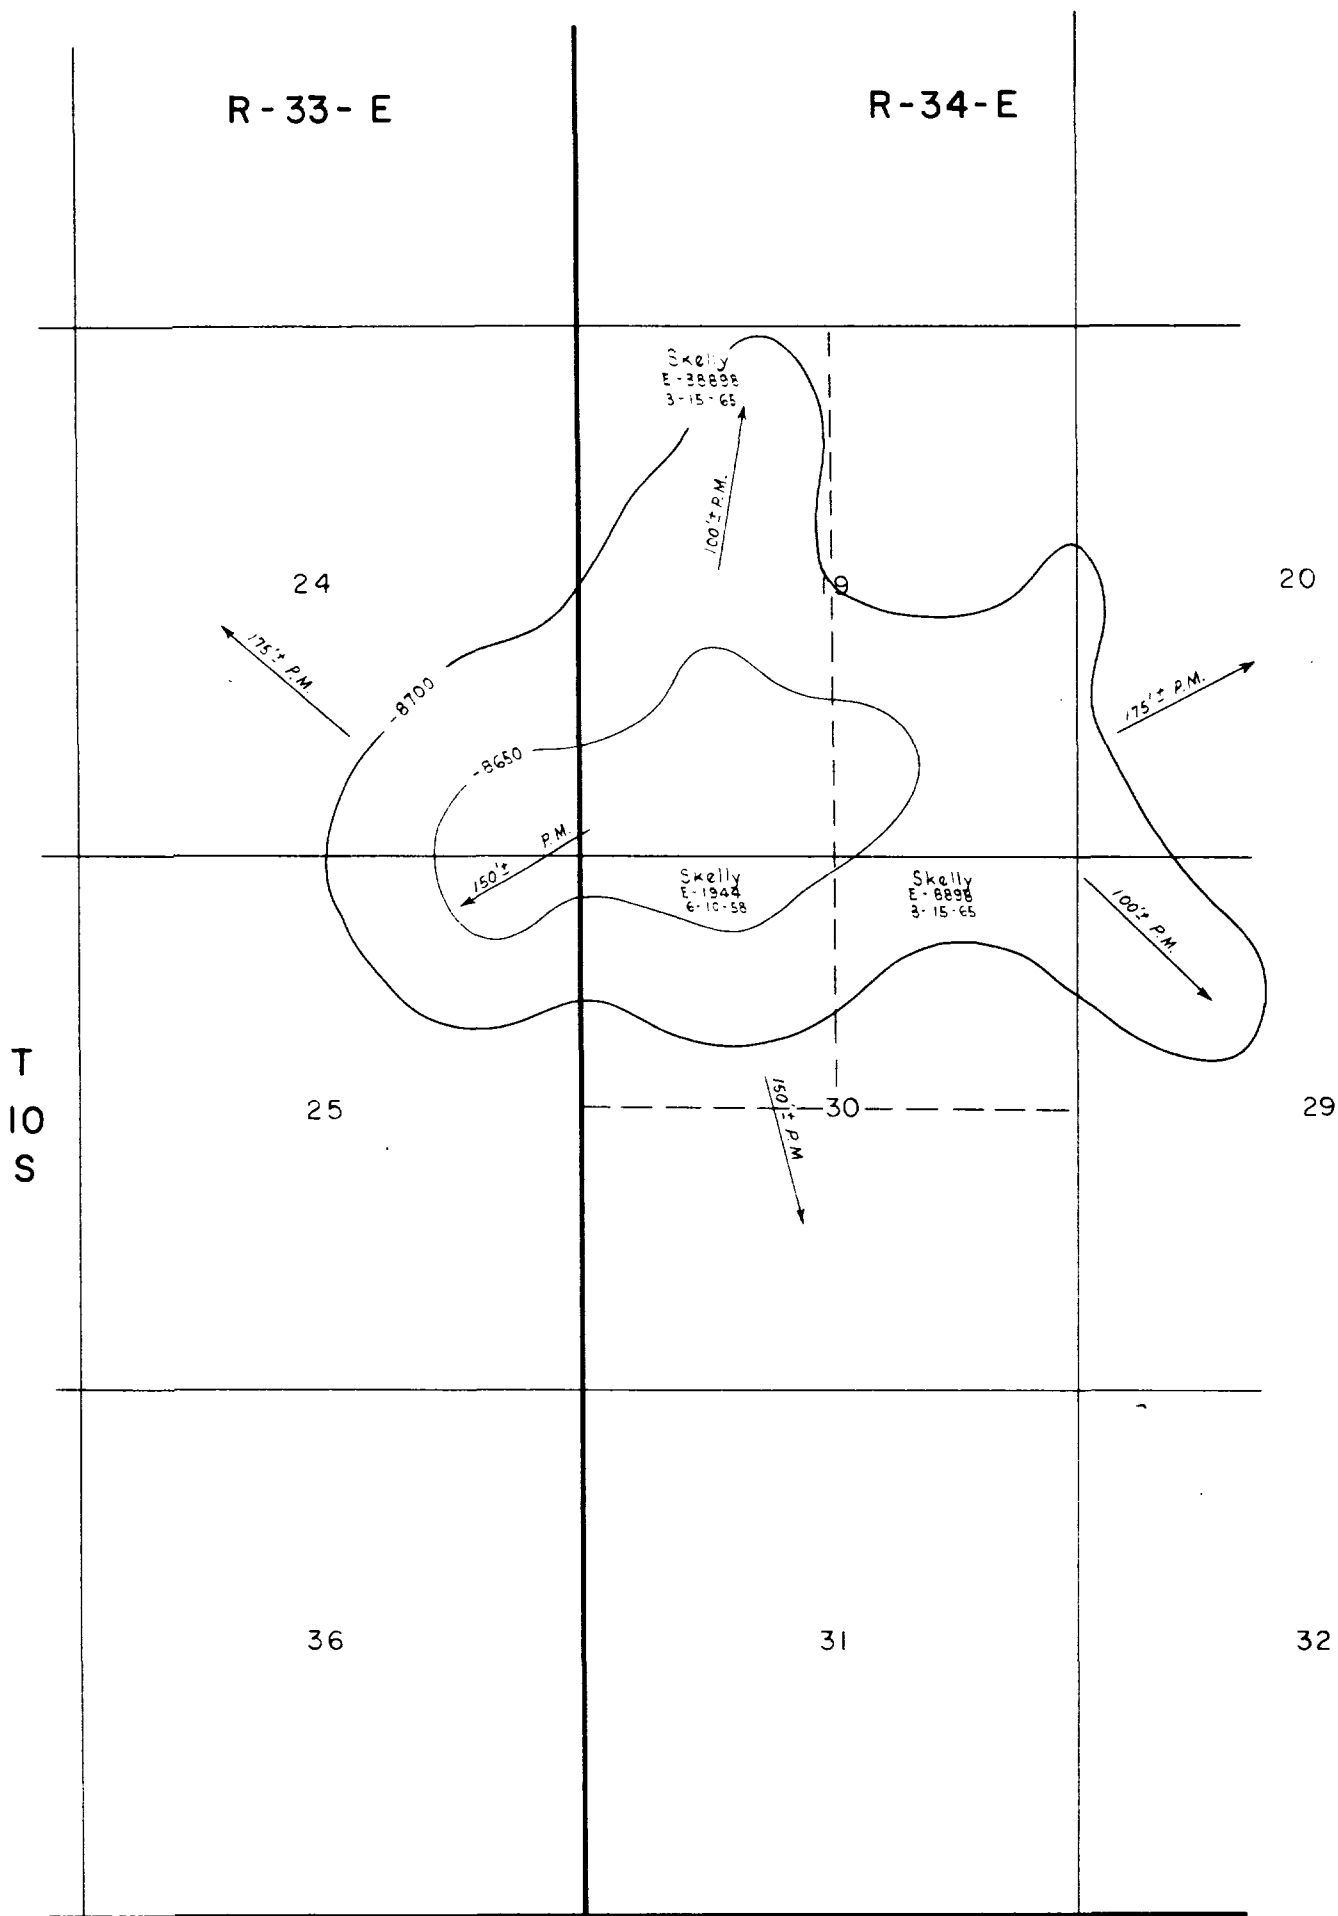 R-33-E
R-34-E
Skelly
E-38898
3-15-65
100'± P.M.
24
19
20
175'± P.M.
-8700
175'± P.M.
-8650
P.M.
150'±
Skelly
E-1944
6-10-58
Skelly
E-8898
3-15-65
100'± P.M.
T
10
S
25
150'± P.M
30
29
36
31
32